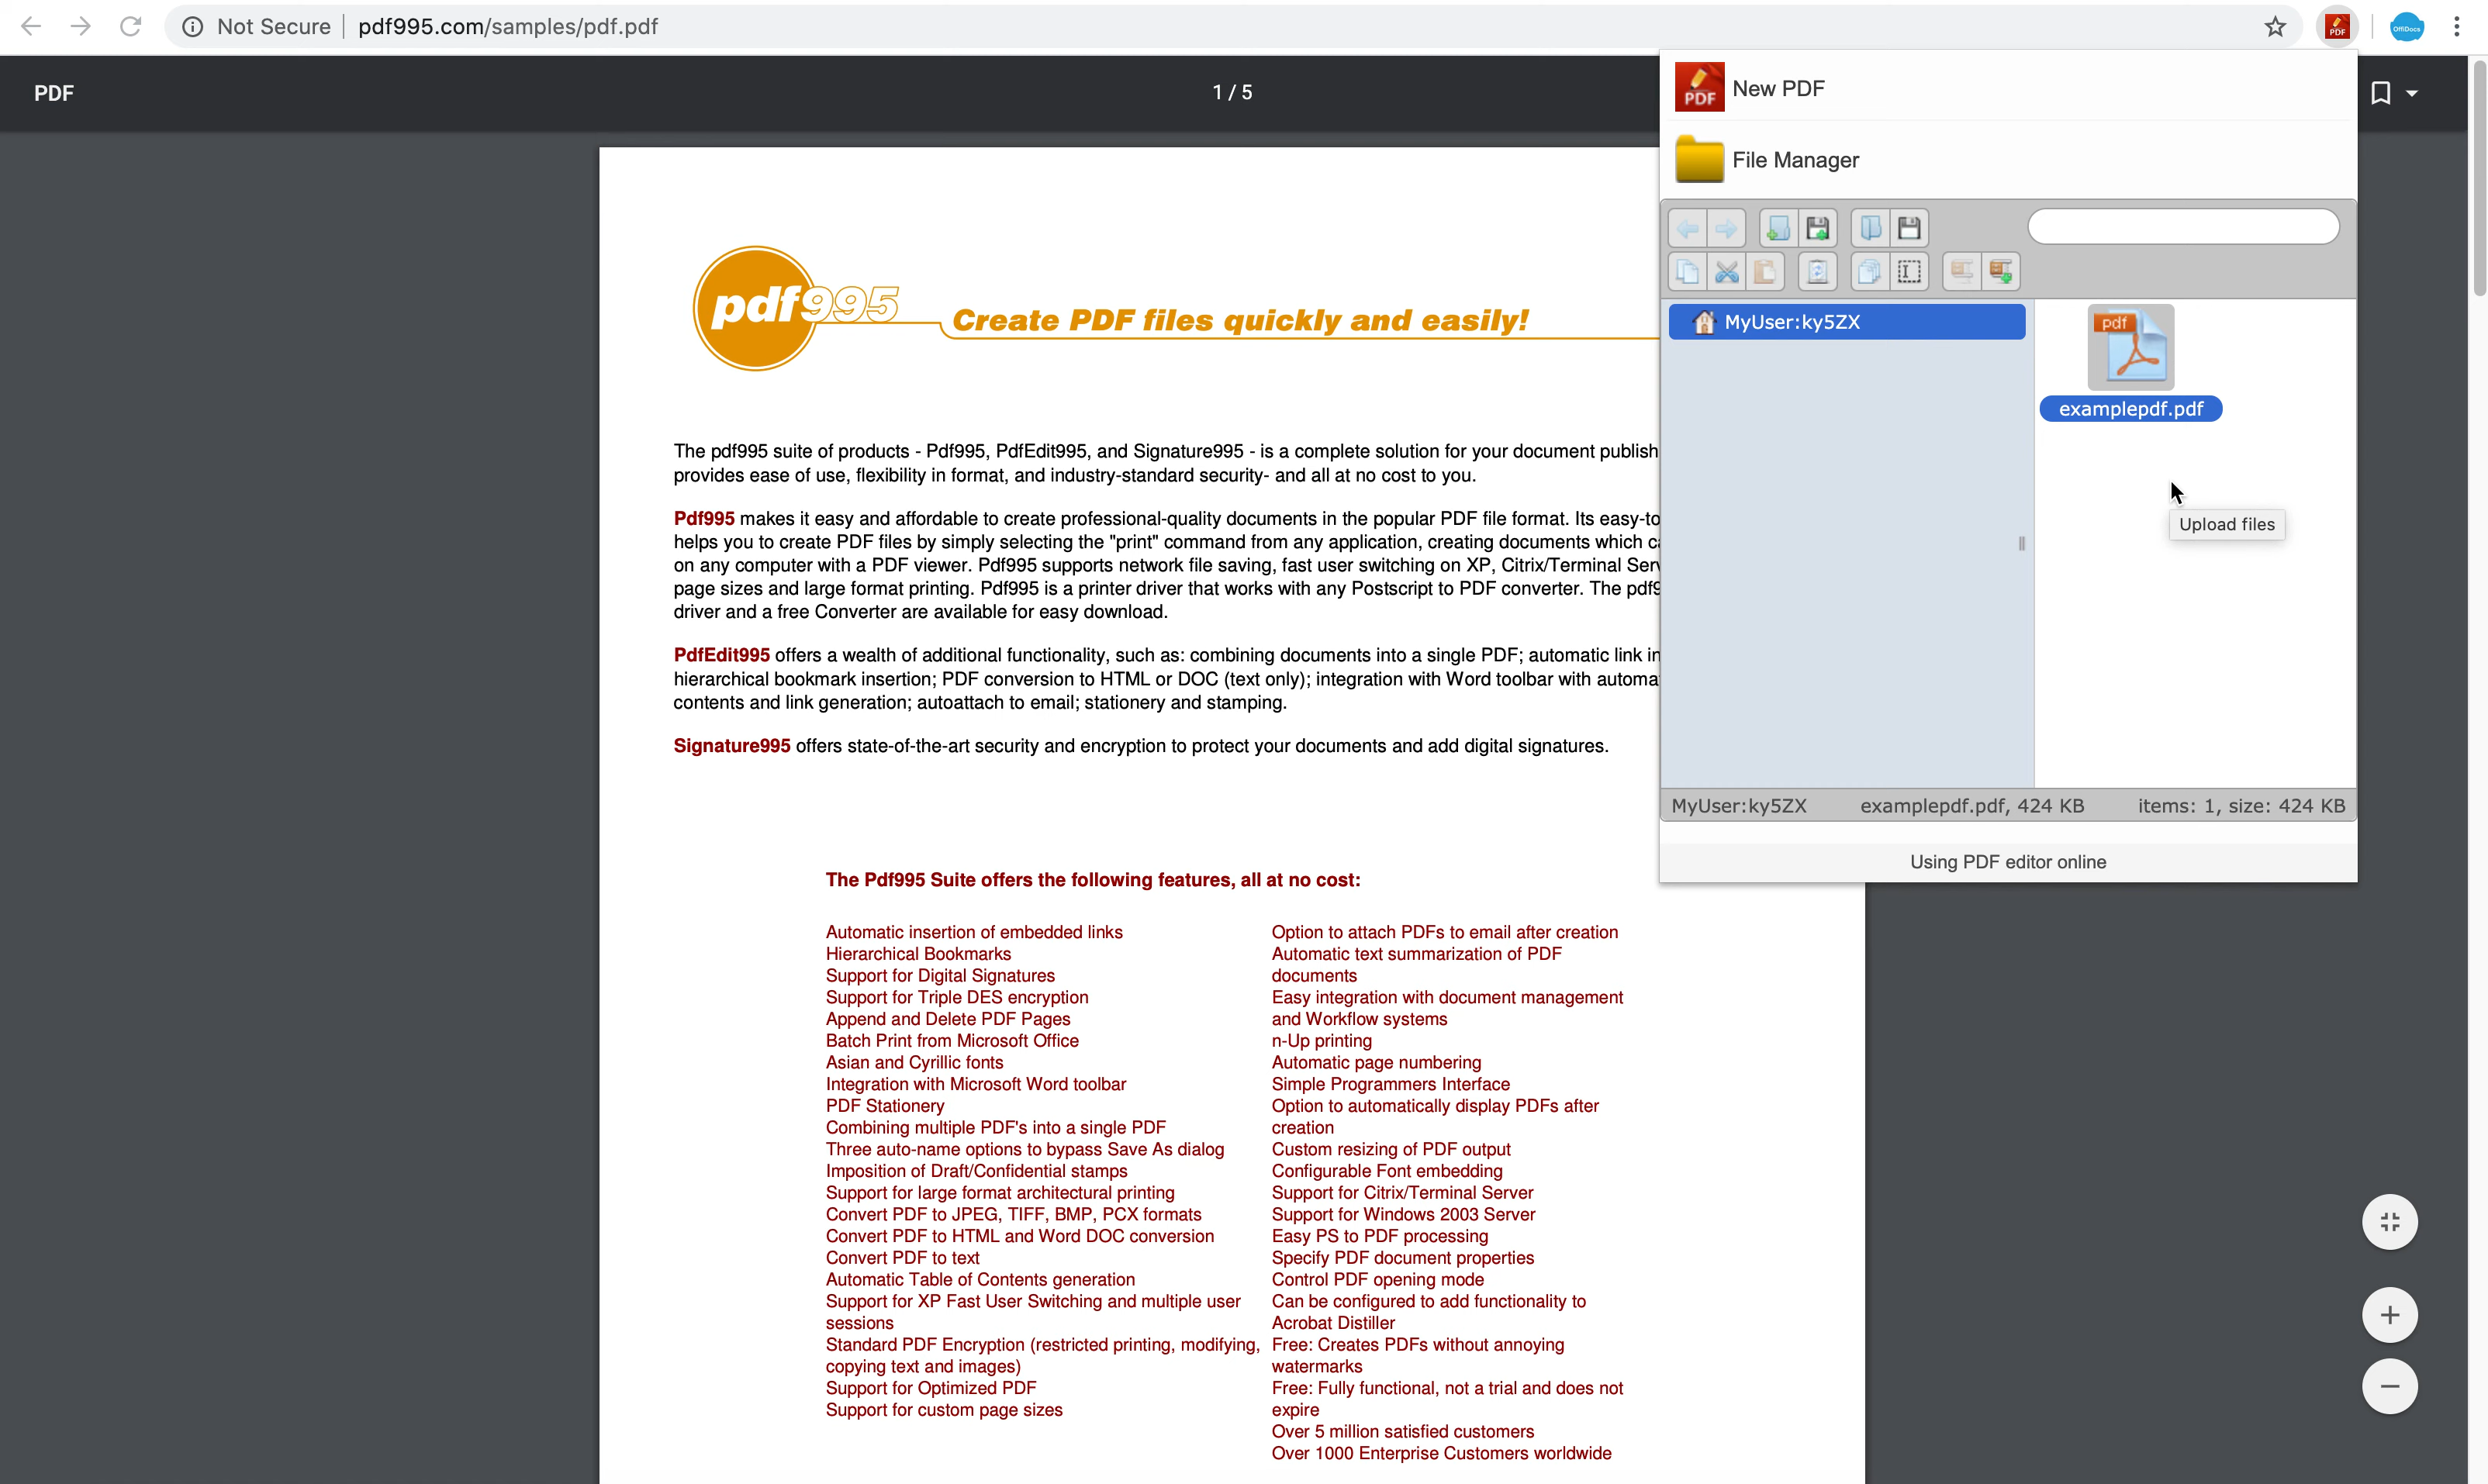 Not Secure | pdf995.com/samples/pdf.pdf
PDF
OffiDocs
PDF
1 / 5
PDF
New PDF
File Manager
pdf995
Create PDF files quickly and easily!
MyUser:ky5ZX
pdf
examplepdf.pdf
Upload files
The pdf995 suite of products - Pdf995, PdfEdit995, and Signature995 - is a complete solution for your document publish
provides ease of use, flexibility in format, and industry-standard security- and all at no cost to you.
Pdf995 makes it easy and affordable to create professional-quality documents in the popular PDF file format. Its easy-to
helps you to create PDF files by simply selecting the "print" command from any application, creating documents which c
on any computer with a PDF viewer. Pdf995 supports network file saving, fast user switching on XP, Citrix/Terminal Serv
page sizes and large format printing. Pdf995 is a printer driver that works with any Postscript to PDF converter. The pdf9
driver and a free Converter are available for easy download.
PdfEdit995 offers a wealth of additional functionality, such as: combining documents into a single PDF; automatic link in
hierarchical bookmark insertion; PDF conversion to HTML or DOC (text only); integration with Word toolbar with automa
contents and link generation; autoattach to email; stationery and stamping.
Signature995 offers state-of-the-art security and encryption to protect your documents and add digital signatures.
MyUser:ky5ZX examplepdf.pdf, 424 KB items: 1, size: 424 KB
Using PDF editor online
The Pdf995 Suite offers the following features, all at no cost:
Automatic insertion of embedded links
Hierarchical Bookmarks
Support for Digital Signatures
Support for Triple DES encryption
Append and Delete PDF Pages
Batch Print from Microsoft Office
Asian and Cyrillic fonts
Integration with Microsoft Word toolbar
PDF Stationery
Combining multiple PDF's into a single PDF
Three auto-name options to bypass Save As dialog
Imposition of Draft/Confidential stamps
Support for large format architectural printing
Convert PDF to JPEG, TIFF, BMP, PCX formats
Convert PDF to HTML and Word DOC conversion
Convert PDF to text
Automatic Table of Contents generation
Support for XP Fast User Switching and multiple user
sessions
Standard PDF Encryption (restricted printing, modifying,
copying text and images)
Support for Optimized PDF
Support for custom page sizes
Option to attach PDFs to email after creation
Automatic text summarization of PDF
documents
Easy integration with document management
and Workflow systems
n-Up printing
Automatic page numbering
Simple Programmers Interface
Option to automatically display PDFs after
creation
Custom resizing of PDF output
Configurable Font embedding
Support for Citrix/Terminal Server
Support for Windows 2003 Server
Easy PS to PDF processing
Specify PDF document properties
Control PDF opening mode
Can be configured to add functionality to
Acrobat Distiller
Free: Creates PDFs without annoying
watermarks
Free: Fully functional, not a trial and does not
expire
Over 5 million satisfied customers
Over 1000 Enterprise Customers worldwide